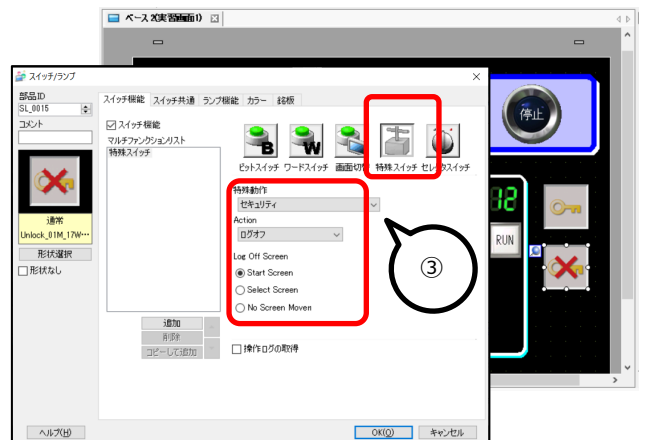 ベース 2(実習画面1)
スイッチ/ランプ
部品ID
SL_0015
コメント
通常
Unlock_01M_17W…
形状選択
形状なし
スイッチ機能 スイッチ共通 ランプ機能 カラー 銘板
スイッチ機能
マルチファンクションリスト
特殊スイッチ
追加
削除
コピーして追加
B
W
ビットスイッチ ワードスイッチ 画面切替 特殊スイッチ セレクタスイッチ
特殊動作
セキュリティ
Action
ログオフ
Log Off Screen
Start Screen
Select Screen
No Screen Moven
操作ログの取得
③
停止
RUN
ヘルプ(H)
OK(O)
キャンセル